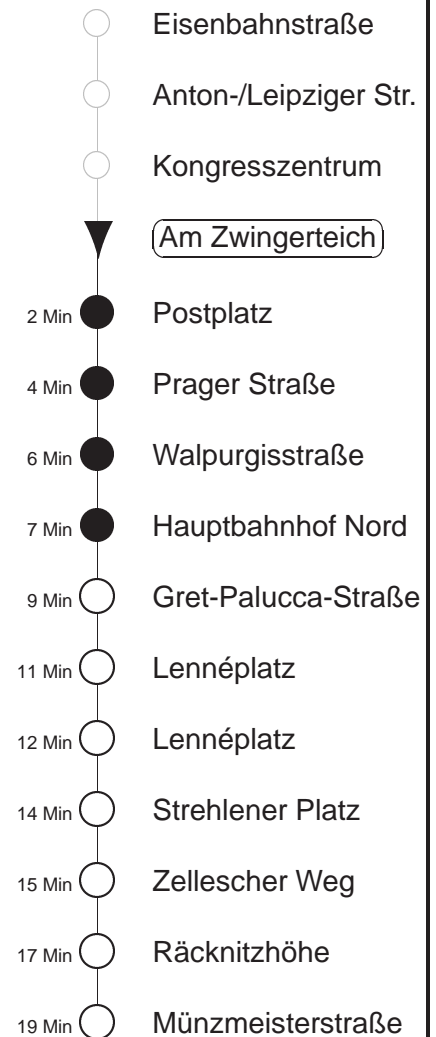 Eisenbahnstraße
Anton-/Leipziger Str.
Kongresszentrum
Am Zwingerteich
2 Min Postplatz
4 Min Prager Straße
6 Min Walpurgisstraße
7 Min Hauptbahnhof Nord
9 Min Gret-Palucca-Straße
11 Min Lennéplatz
12 Min Lennéplatz
14 Min Strehlener Platz
15 Min Zellescher Weg
17 Min Räcknitzhöhe
19 Min Münzmeisterstraße